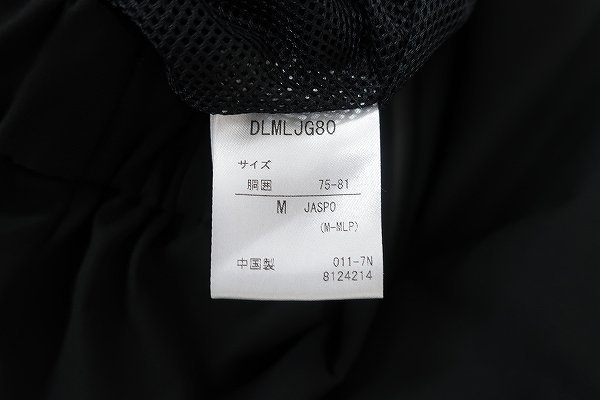 DLMLJG80
サイズ
胴囲 75-81
M JASPO
(M-MLP)
中国製 011-7N
8124214